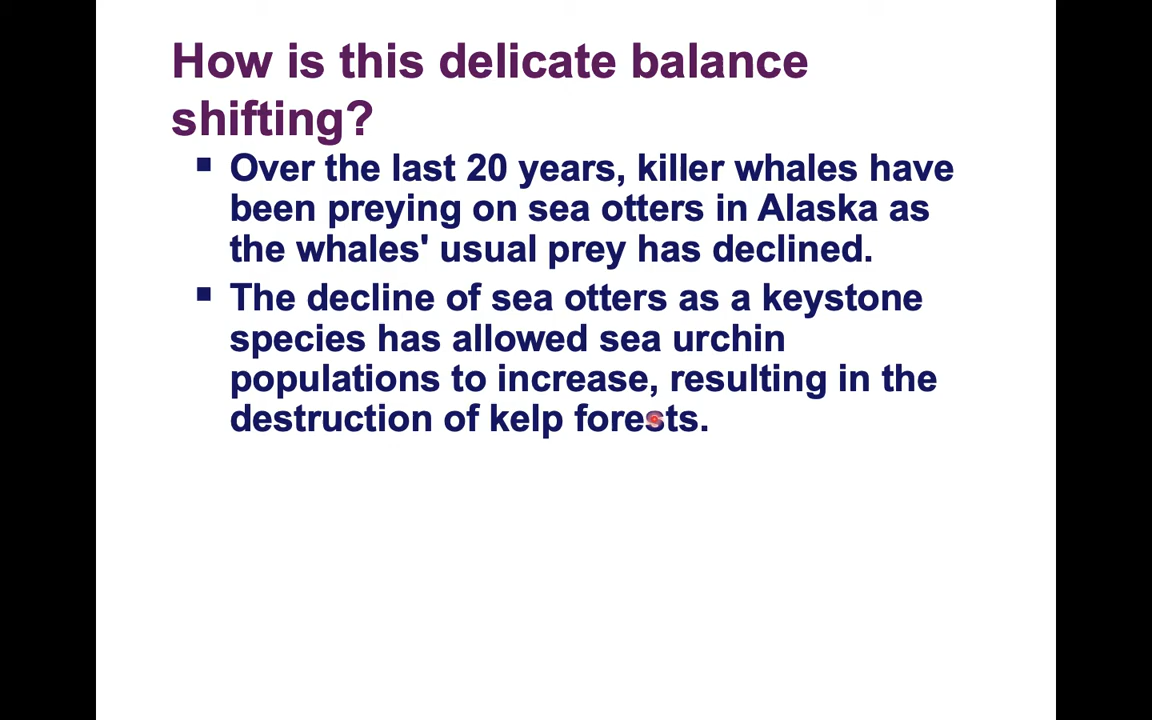 How is this delicate balance
shifting?
▪ Over the last 20 years, killer whales have
been preying on sea otters in Alaska as
the whales' usual prey has declined.
▪ The decline of sea otters as a keystone
species has allowed sea urchin
populations to increase, resulting in the
destruction of kelp forests.